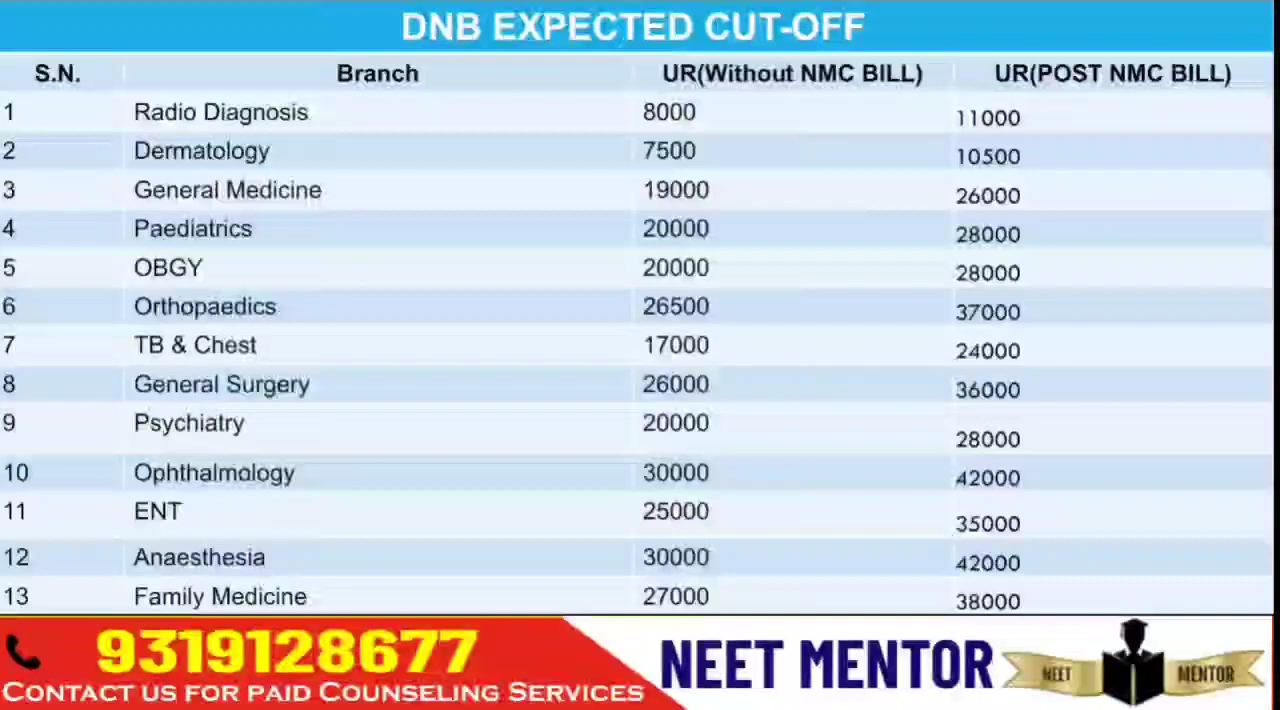 DNB EXPECTED CUT-OFF
S.N. Branch UR(Without NMC BILL) UR(POST NMC BILL)
1 Radio Diagnosis 8000 11000
2 Dermatology 7500 10500
3 General Medicine 19000 26000
4 Paediatrics 20000 28000
5 OBGY 20000 28000
6 Orthopaedics 26500 37000
7 TB & Chest 17000 24000
8 General Surgery 26000 36000
9 Psychiatry 20000 28000
10 Ophthalmology 30000 42000
11 ENT 25000 35000
12 Anaesthesia 30000 42000
13 Family Medicine 27000 38000
9319128677
CONTACT US FOR PAID COUNSELING SERVICES
NEET MENTOR
NEET MENTOR